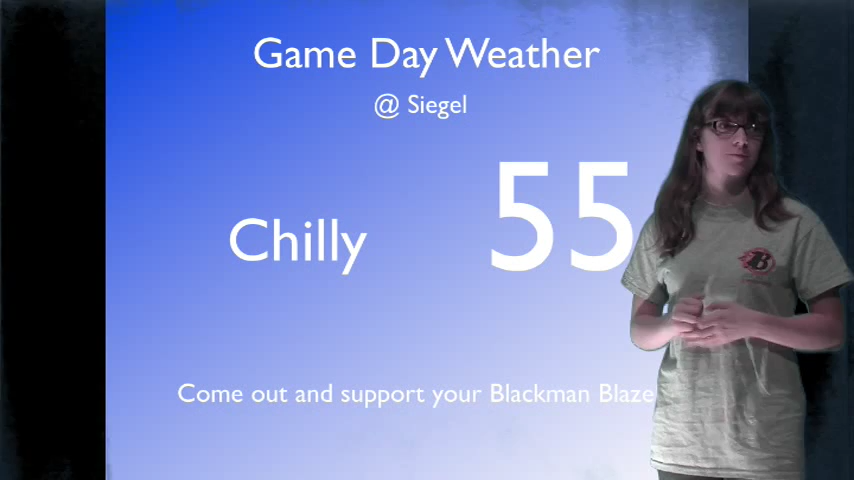 Game Day Weather
@ Siegel
Chilly
55
Come out and support your Blackman Blaze
B